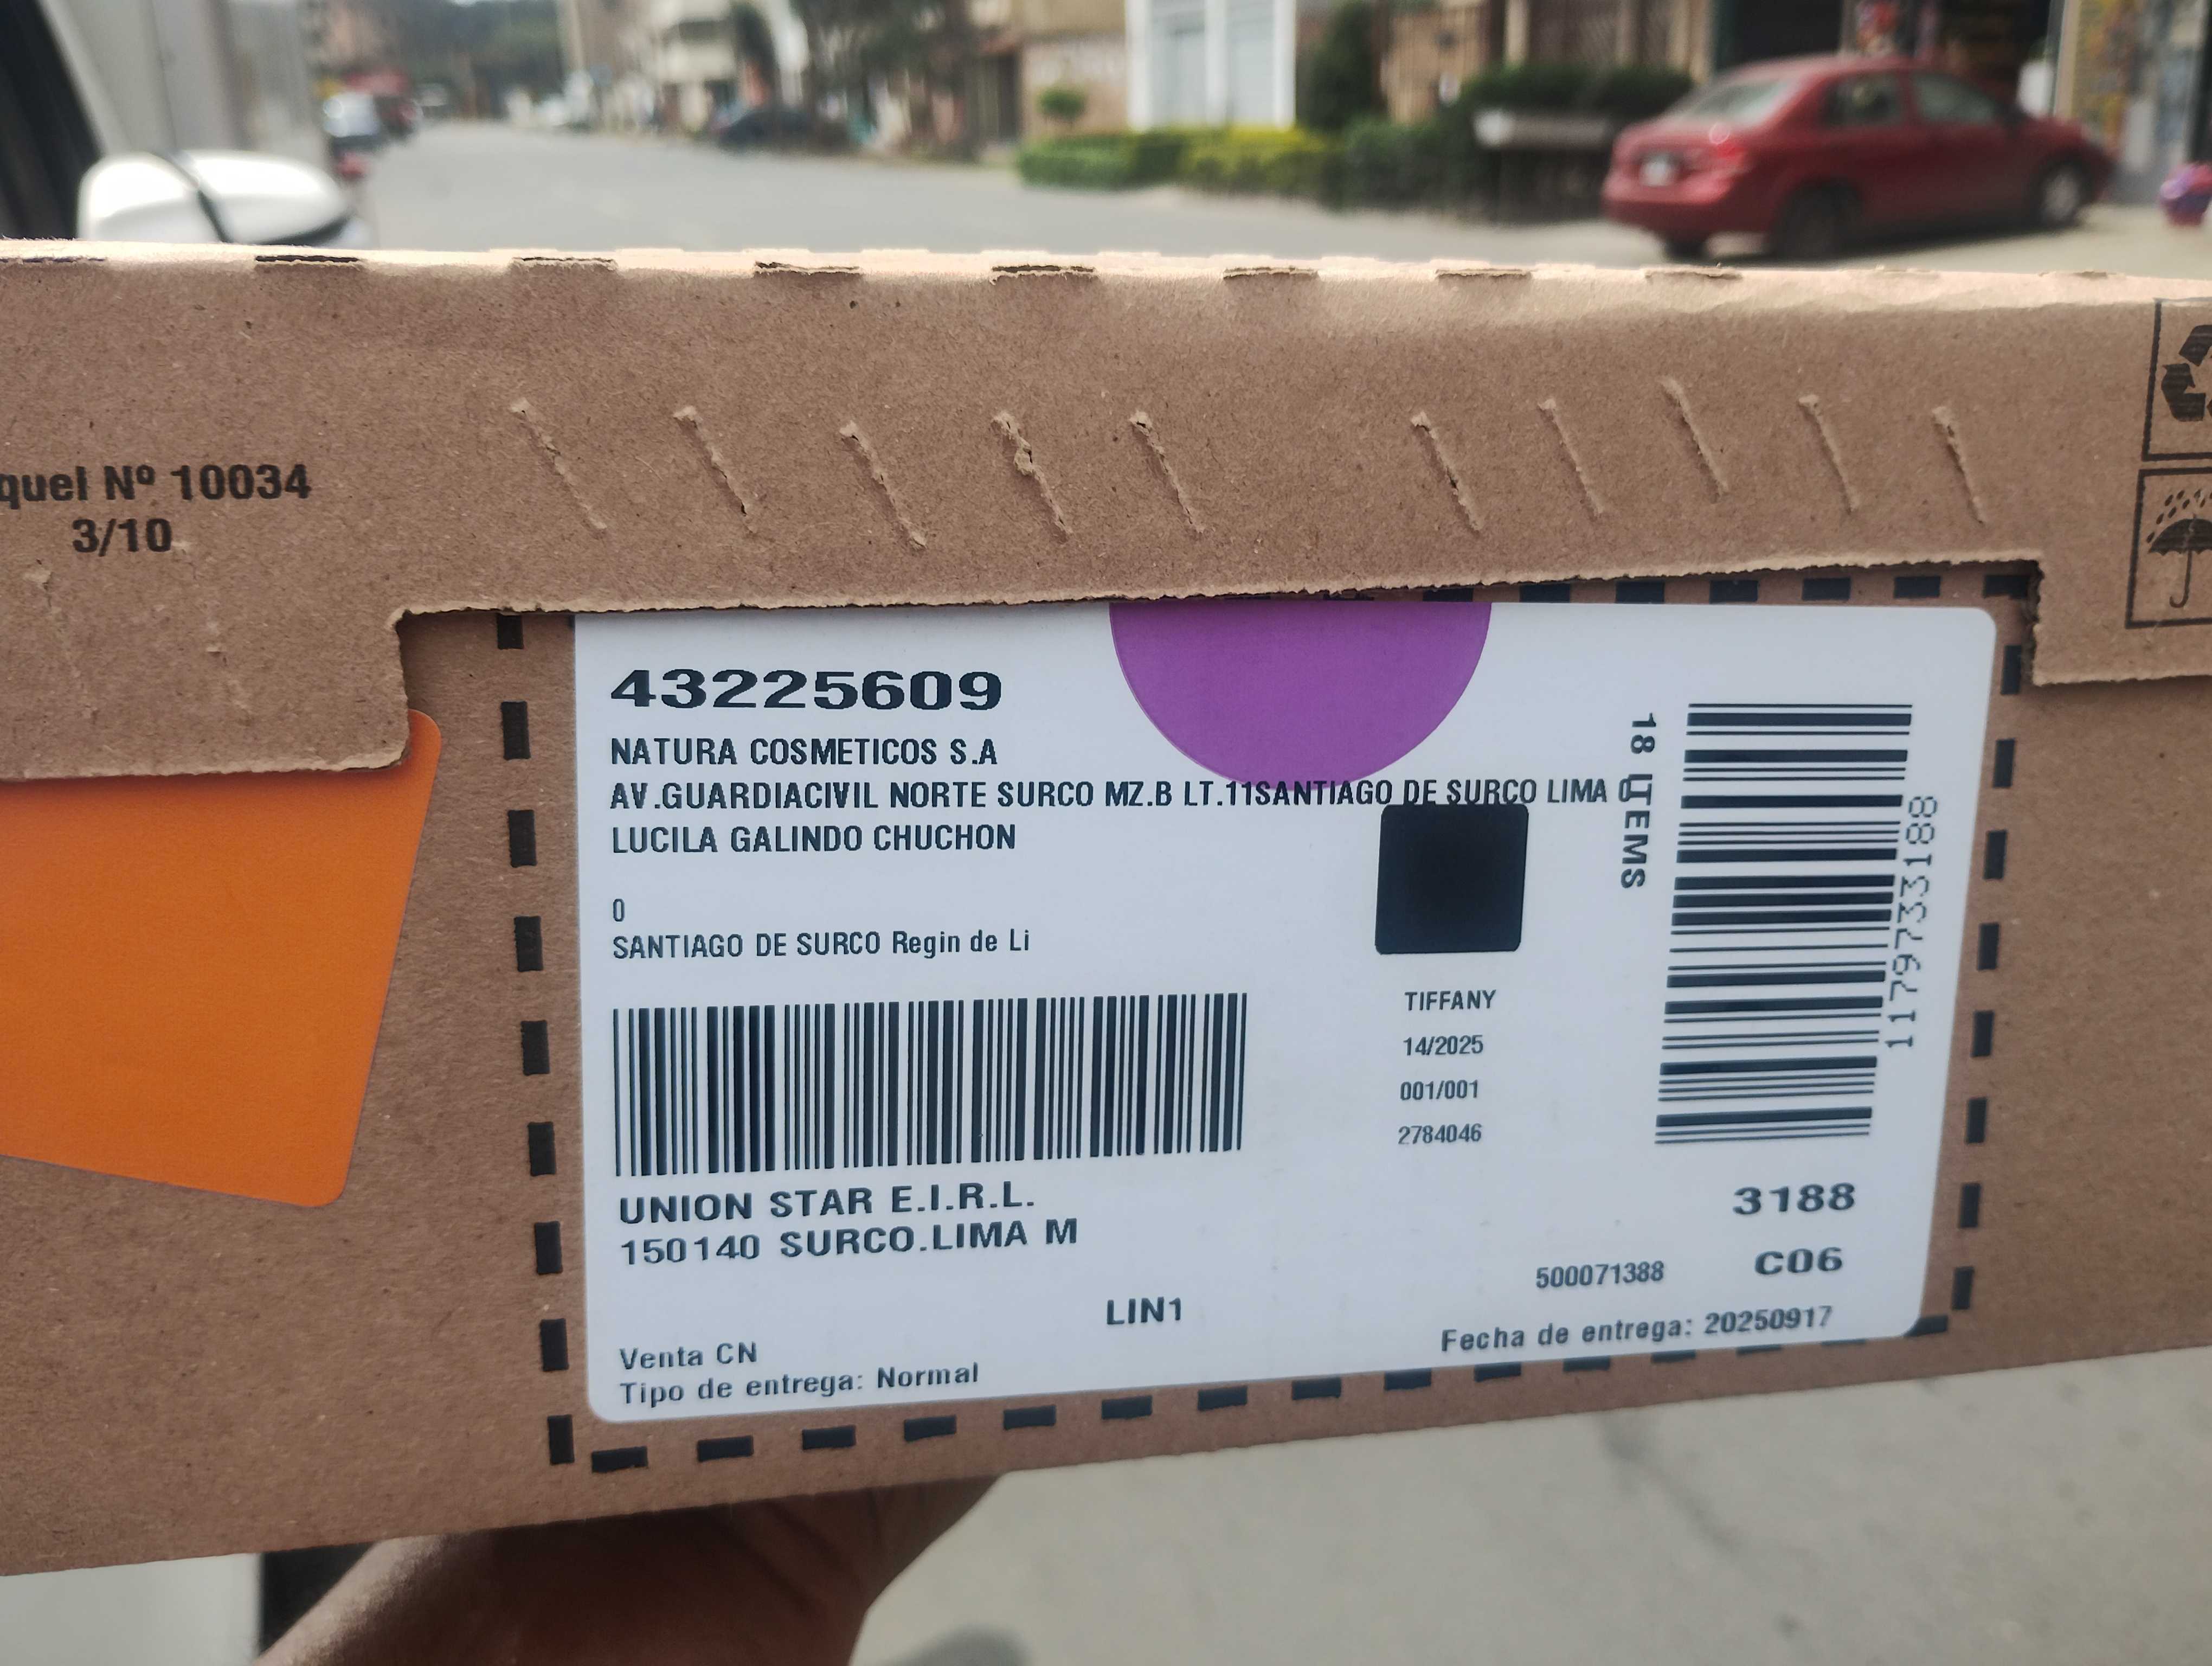 quel Nº 10034
3/10
43225609
NATURA COSMETICOS S.A
AV.GUARDIACIVIL NORTE SURCO MZ.B LT.11SANTIAGO DE SURCO LIMA 0
LUCILA GALINDO CHUCHON
0
SANTIAGO DE SURCO Regin de Li
18 ITEMS
1179733188
TIFFANY
14/2025
001/001
2784046
UNION STAR E.I.R.L.
150140 SURCO.LIMA M
3188
500071388
C06
LIN1
Fecha de entrega: 20250917
Venta CN
Tipo de entrega: Normal